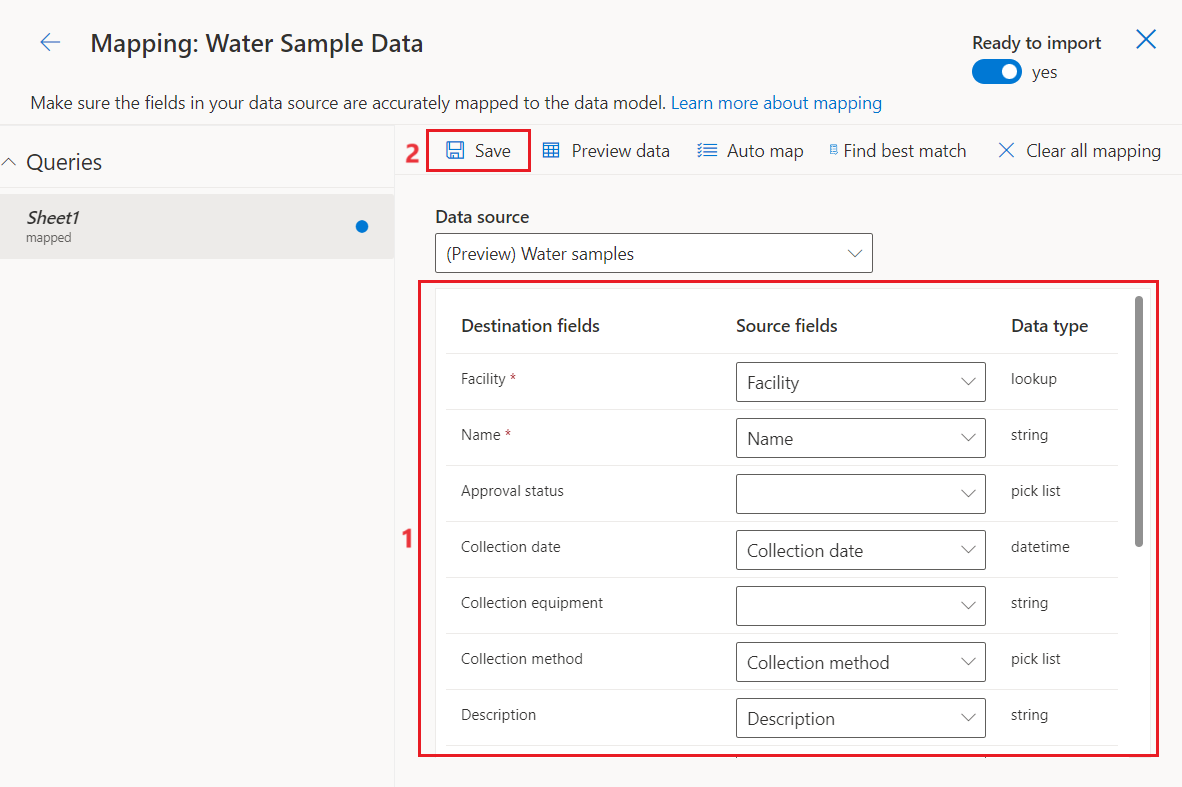 Mapping: Water Sample Data
Ready to import
yes
Make sure the fields in your data source are accurately mapped to the data model. Learn more about mapping
Queries
2 Save Preview data Auto map Find best match Clear all mapping
Sheet1
mapped
Data source
(Preview) Water samples
1
Destination fields Source fields Data type
Facility * Facility lookup
Name * Name string
Approval status pick list
Collection date Collection date datetime
Collection equipment string
Collection method Collection method pick list
Description Description string